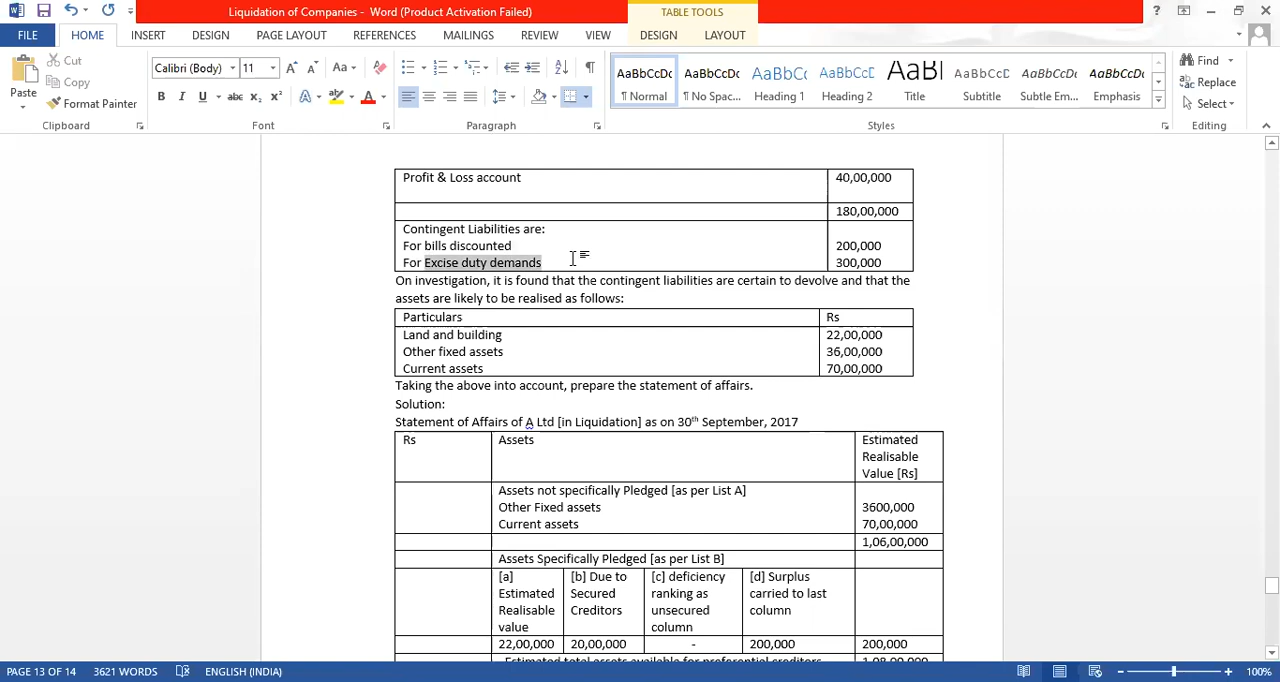 Liquidation of Companies - Word (Product Activation Failed)
TABLE TOOLS
FILE HOME INSERT DESIGN PAGE LAYOUT REFERENCES MAILINGS REVIEW VIEW DESIGN LAYOUT
Paste
Cut
Copy
Format Painter
Clipboard
Calibri (Body) 11
Font
Paragraph
AaBbCcDc AaBbCcDc AaBbCc AaBbCcC AaBl AaBbCcD AaBbCcDc AaBbCcDc
¶ Normal ¶ No Spac... Heading 1 Heading 2 Title Subtitle Subtle Em... Emphasis
Styles
Find
Replace
Select
Editing
Profit & Loss account 40,00,000
180,00,000
Contingent Liabilities are:
For bills discounted 200,000
For Excise duty demands 300,000
On investigation, it is found that the contingent liabilities are certain to devolve and that the
assets are likely to be realised as follows:
Particulars Rs
Land and building 22,00,000
Other fixed assets 36,00,000
Current assets 70,00,000
Taking the above into account, prepare the statement of affairs.
Solution:
Statement of Affairs of A Ltd [in Liquidation] as on 30th September, 2017
Rs Assets Estimated
Realisable
Value [Rs]
Assets not specifically Pledged [as per List A]
Other Fixed assets 3600,000
Current assets 70,00,000
1,06,00,000
Assets Specifically Pledged [as per List B]
[a] [b] Due to [c] deficiency [d] Surplus
Estimated Secured ranking as carried to last
Realisable Creditors unsecured column
value column
22,00,000 20,00,000 - 200,000 200,000
Estimated total assets available for preferential creditors 1,08,00,000
PAGE 13 OF 14 3621 WORDS ENGLISH (INDIA) 100%